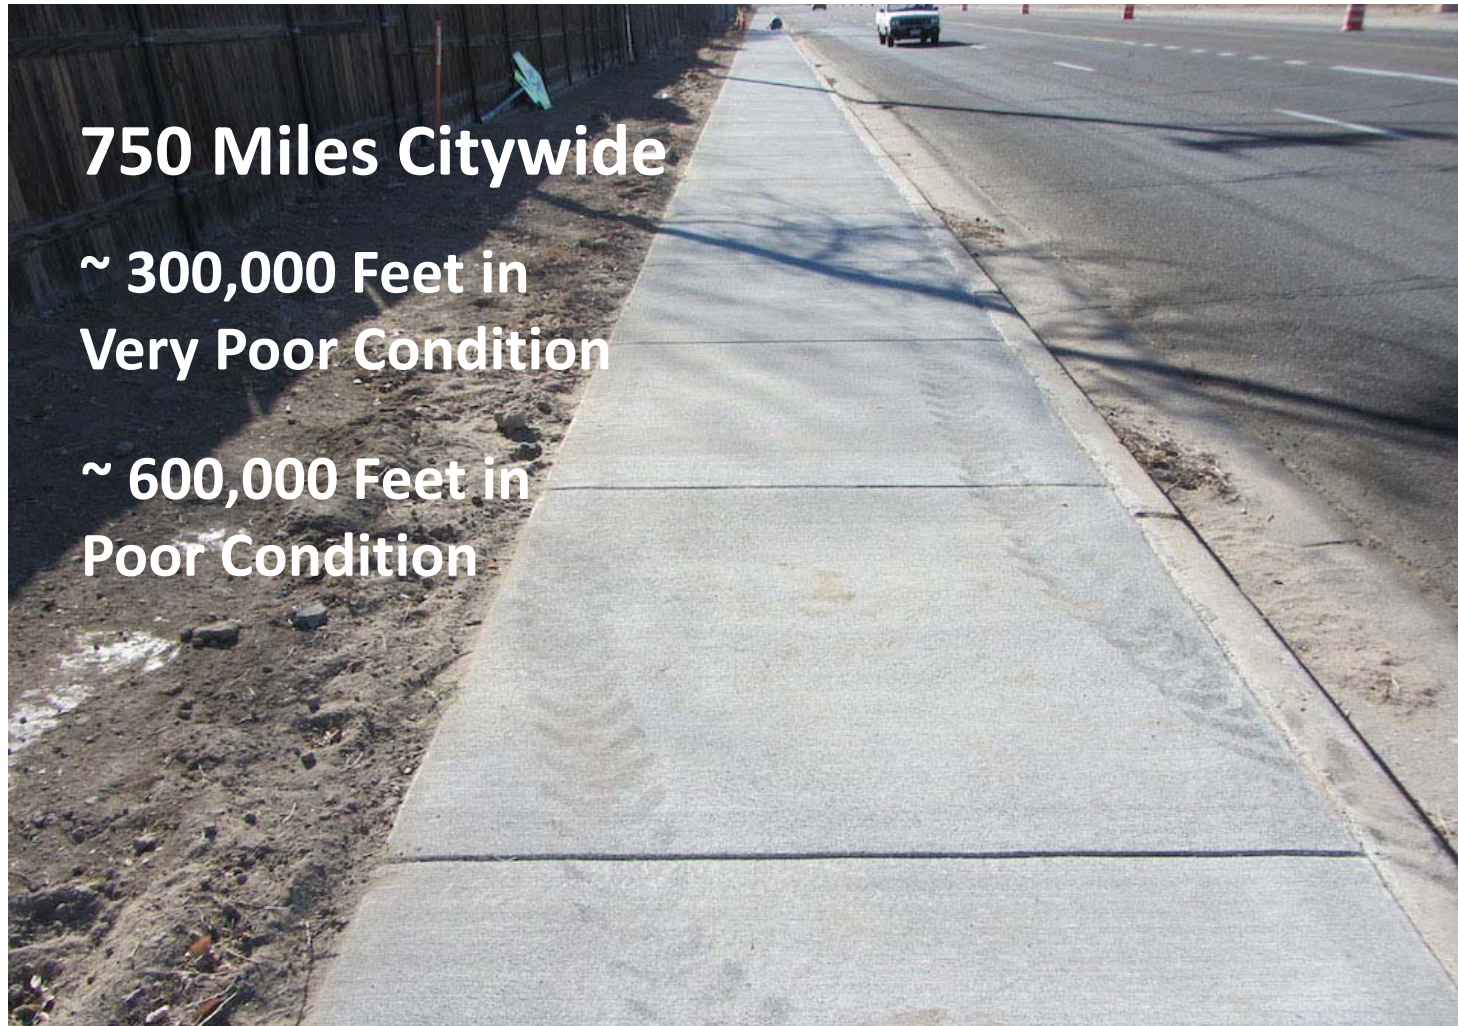 750 Miles Citywide
~ 300,000 Feet in
Very Poor Condition
~ 600,000 Feet in
Poor Condition